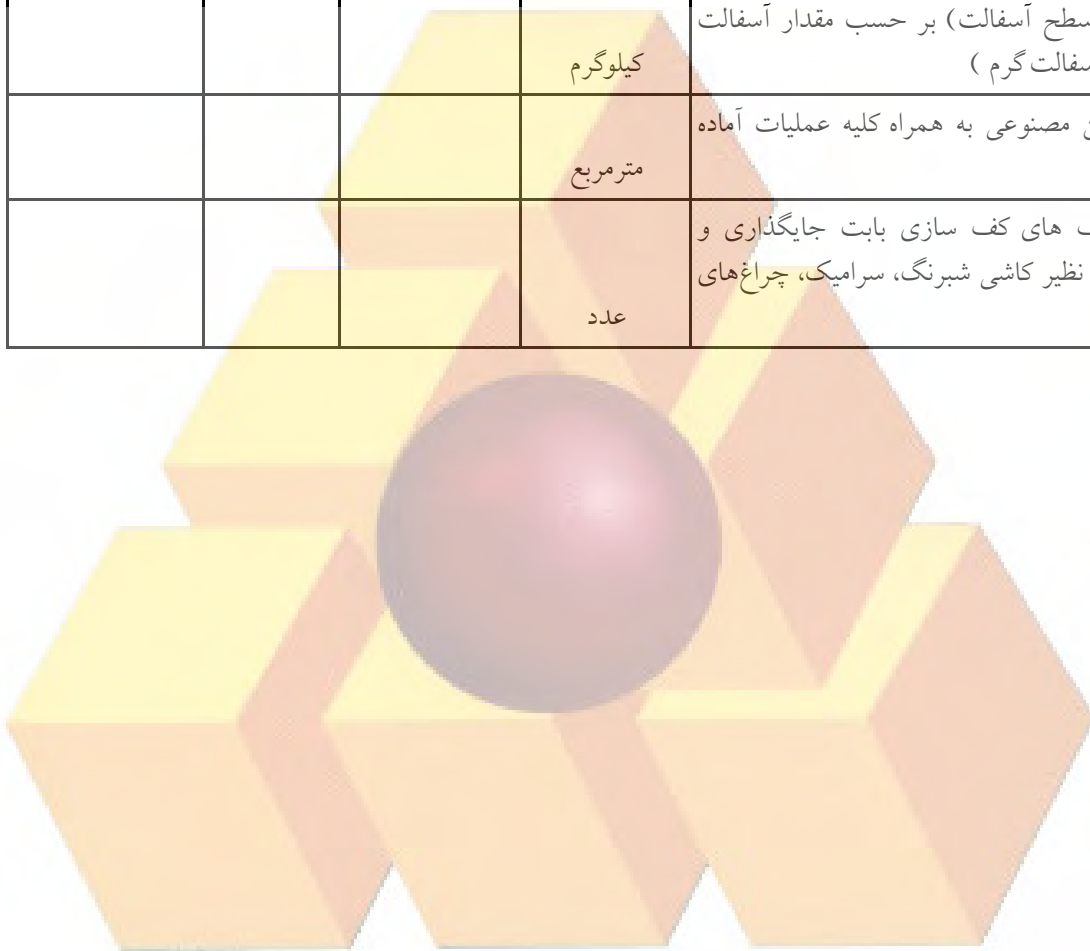 سطح آسفالت) بر حسب مقدار آسفالت
سفالت گرم )
کیلوگرم
مصنوعی به همراه کلیه عملیات آماده
مترمربع
های کف سازی بابت جایگذاری و
نظیر کاشی شبرنگ، سرامیک، چراغ‌های
عدد